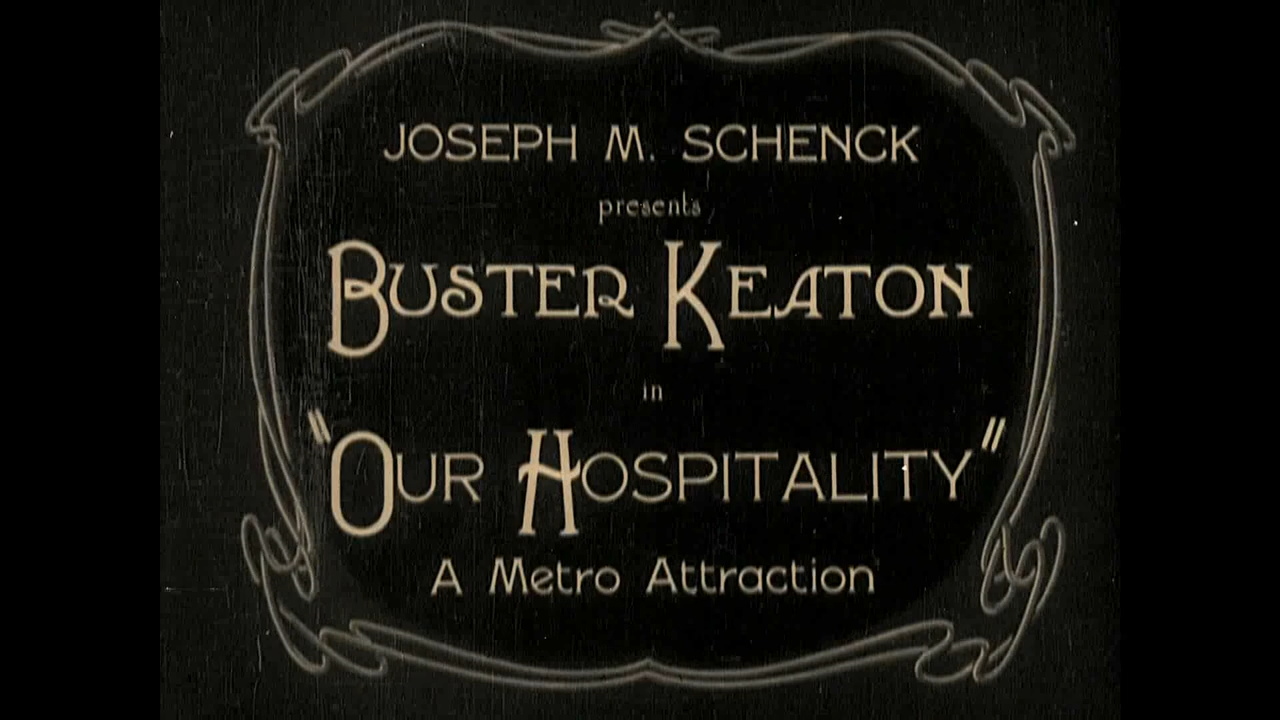 JOSEPH M. SCHENCK
presents
BUSTER KEATON
in
"OUR HOSPITALITY"
A Metro Attraction